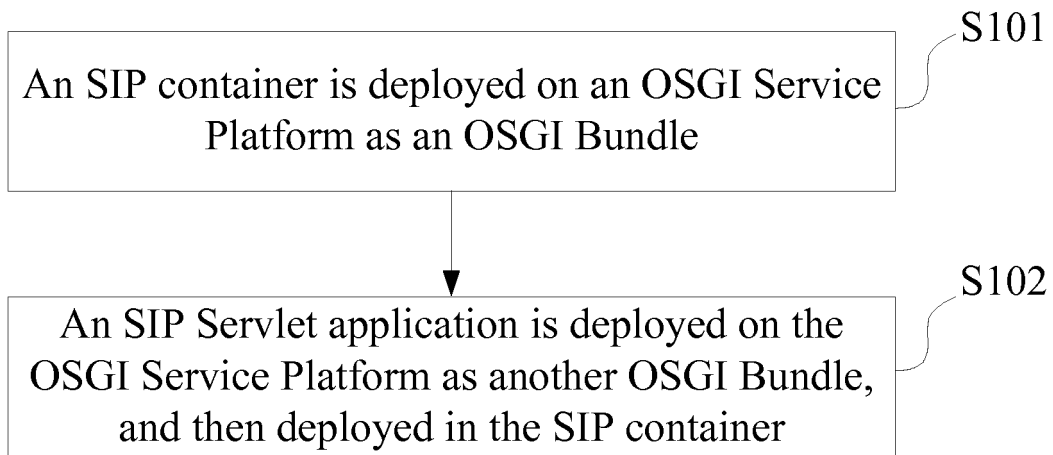 S101
An SIP container is deployed on an OSGI Service
Platform as an OSGI Bundle
S102
An SIP Servlet application is deployed on the
OSGI Service Platform as another OSGI Bundle,
and then deployed in the SIP container